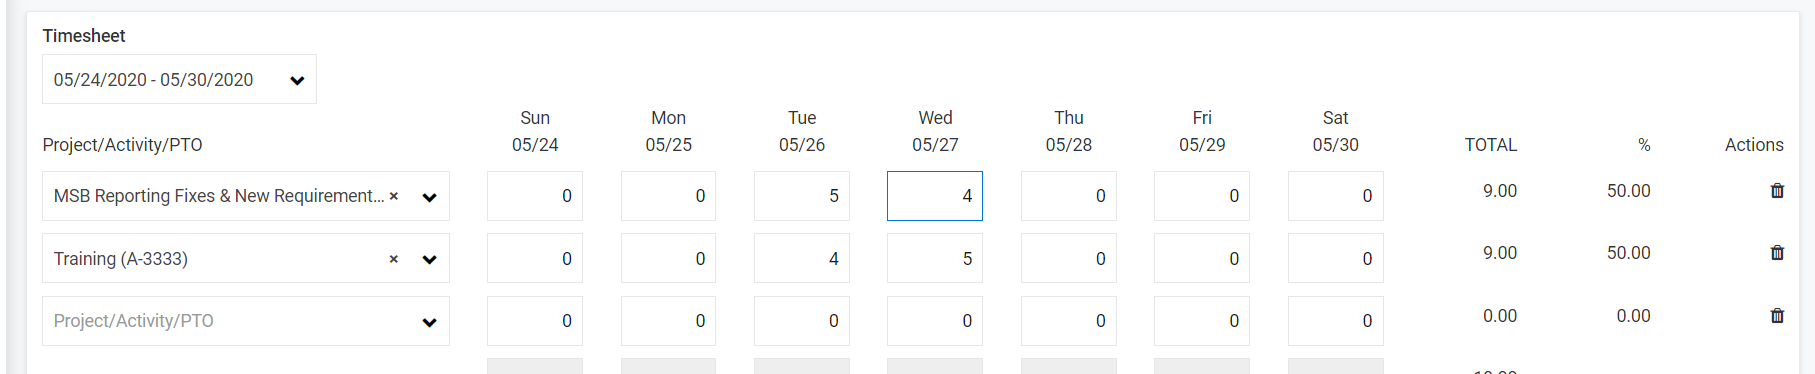 Timesheet
05/24/2020 - 05/30/2020
Sun Mon Tue Wed Thu Fri Sat
Project/Activity/PTO 05/24 05/25 05/26 05/27 05/28 05/29 05/30 TOTAL % Actions
MSB Reporting Fixes & New Requirement... × 0 0 5 4 0 0 0 9.00 50.00
Training (A-3333) × 0 0 4 5 0 0 0 9.00 50.00
Project/Activity/PTO 0 0 0 0 0 0 0 0.00 0.00